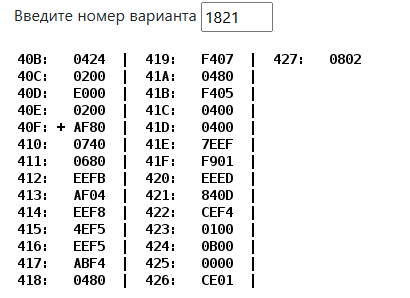 Введите номер варианта 1821
40B: 0424 | 419: F407 | 427: 0802
40C: 0200 | 41A: 0480 |
40D: E000 | 41B: F405 |
40E: 0200 | 41C: 0400 |
40F: + AF80 | 41D: 0400 |
410: 0740 | 41E: 7EEF |
411: 0680 | 41F: F901 |
412: EEFB | 420: EEED |
413: AF04 | 421: 840D |
414: EEF8 | 422: CEF4 |
415: 4EF5 | 423: 0100 |
416: EEF5 | 424: 0B00 |
417: ABF4 | 425: 0000 |
418: 0480 | 426: CE01 |